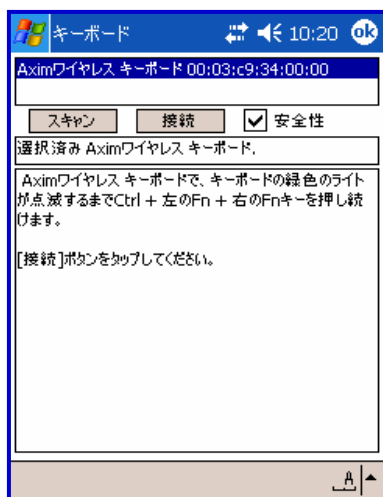 キーボード 10:20 ok
Aximワイヤレス キーボード 00:03:c9:34:00:00
スキャン 接続 安全性
選択済み Aximワイヤレス キーボード.
Aximワイヤレス キーボードで、キーボードの緑色のライト
が点滅するまでCtrl + 左のFn + 右のFnキーを押し続
けます。
[接続]ボタンをタップしてください。
A